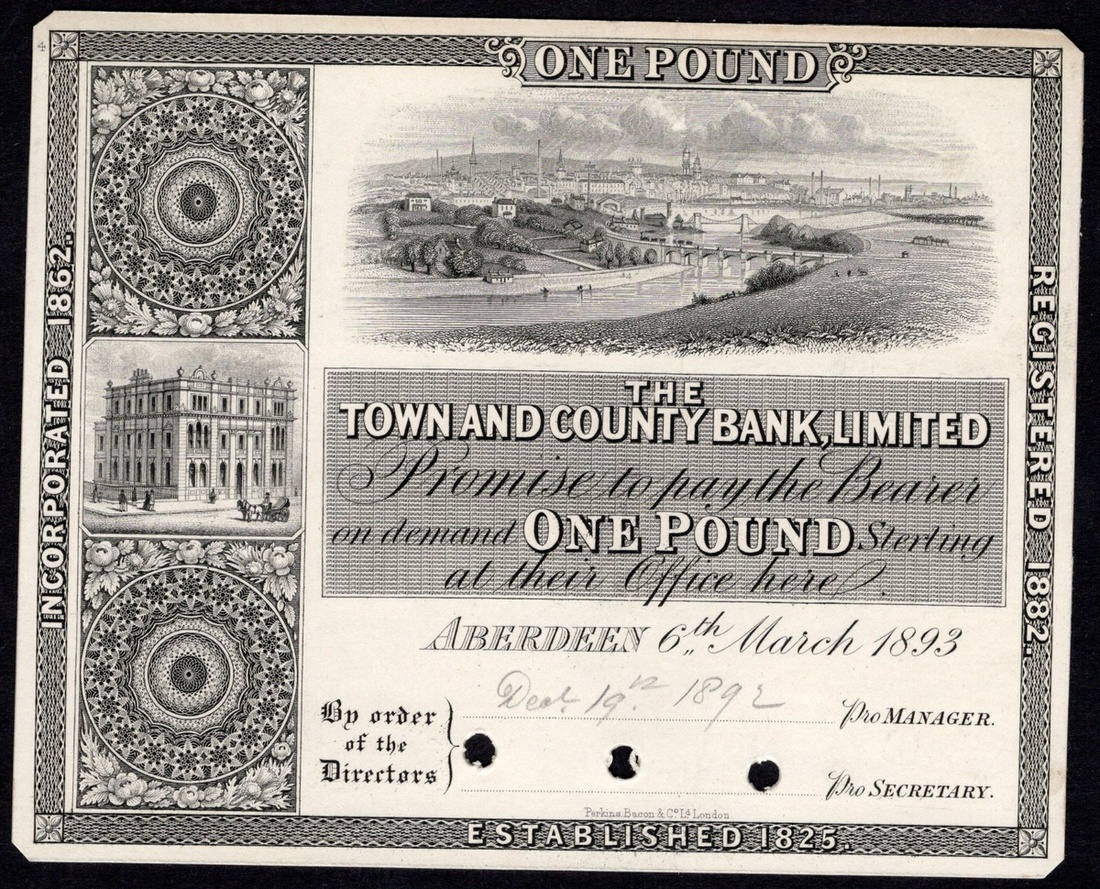 4
ONE POUND
INCORPORATED 1862.
REGISTERED 1882.
THE
TOWN AND COUNTY BANK, LIMITED
Promise to pay the Bearer
on demand ONE POUND Sterling
at their Office here.
ABERDEEN 6th March 1893
Decr. 19th. 1892
Pro MANAGER.
By order
of the
Directors
Pro SECRETARY.
Perkins, Bacon & Co Ld London
ESTABLISHED 1825.